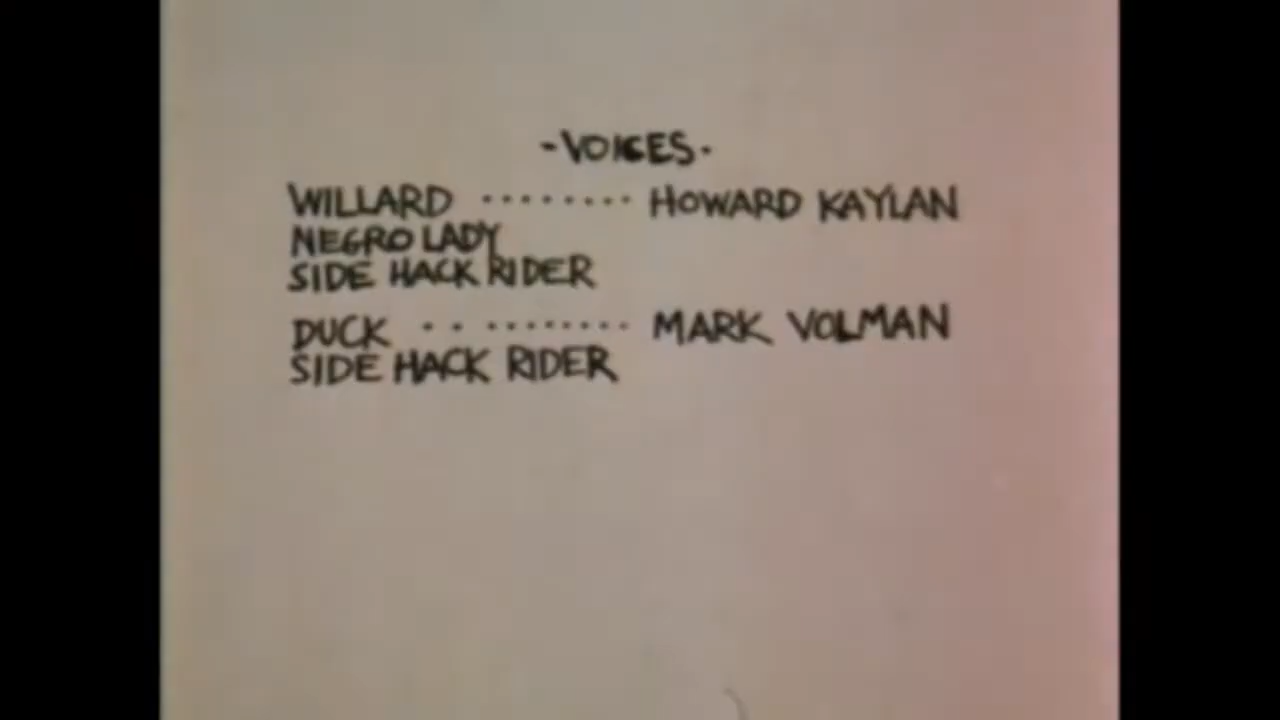 -VOICES-
WILLARD ········ HOWARD KAYLAN
NEGRO LADY
SIDE HACK RIDER
DUCK ·· ········ MARK VOLMAN
SIDE HACK RIDER